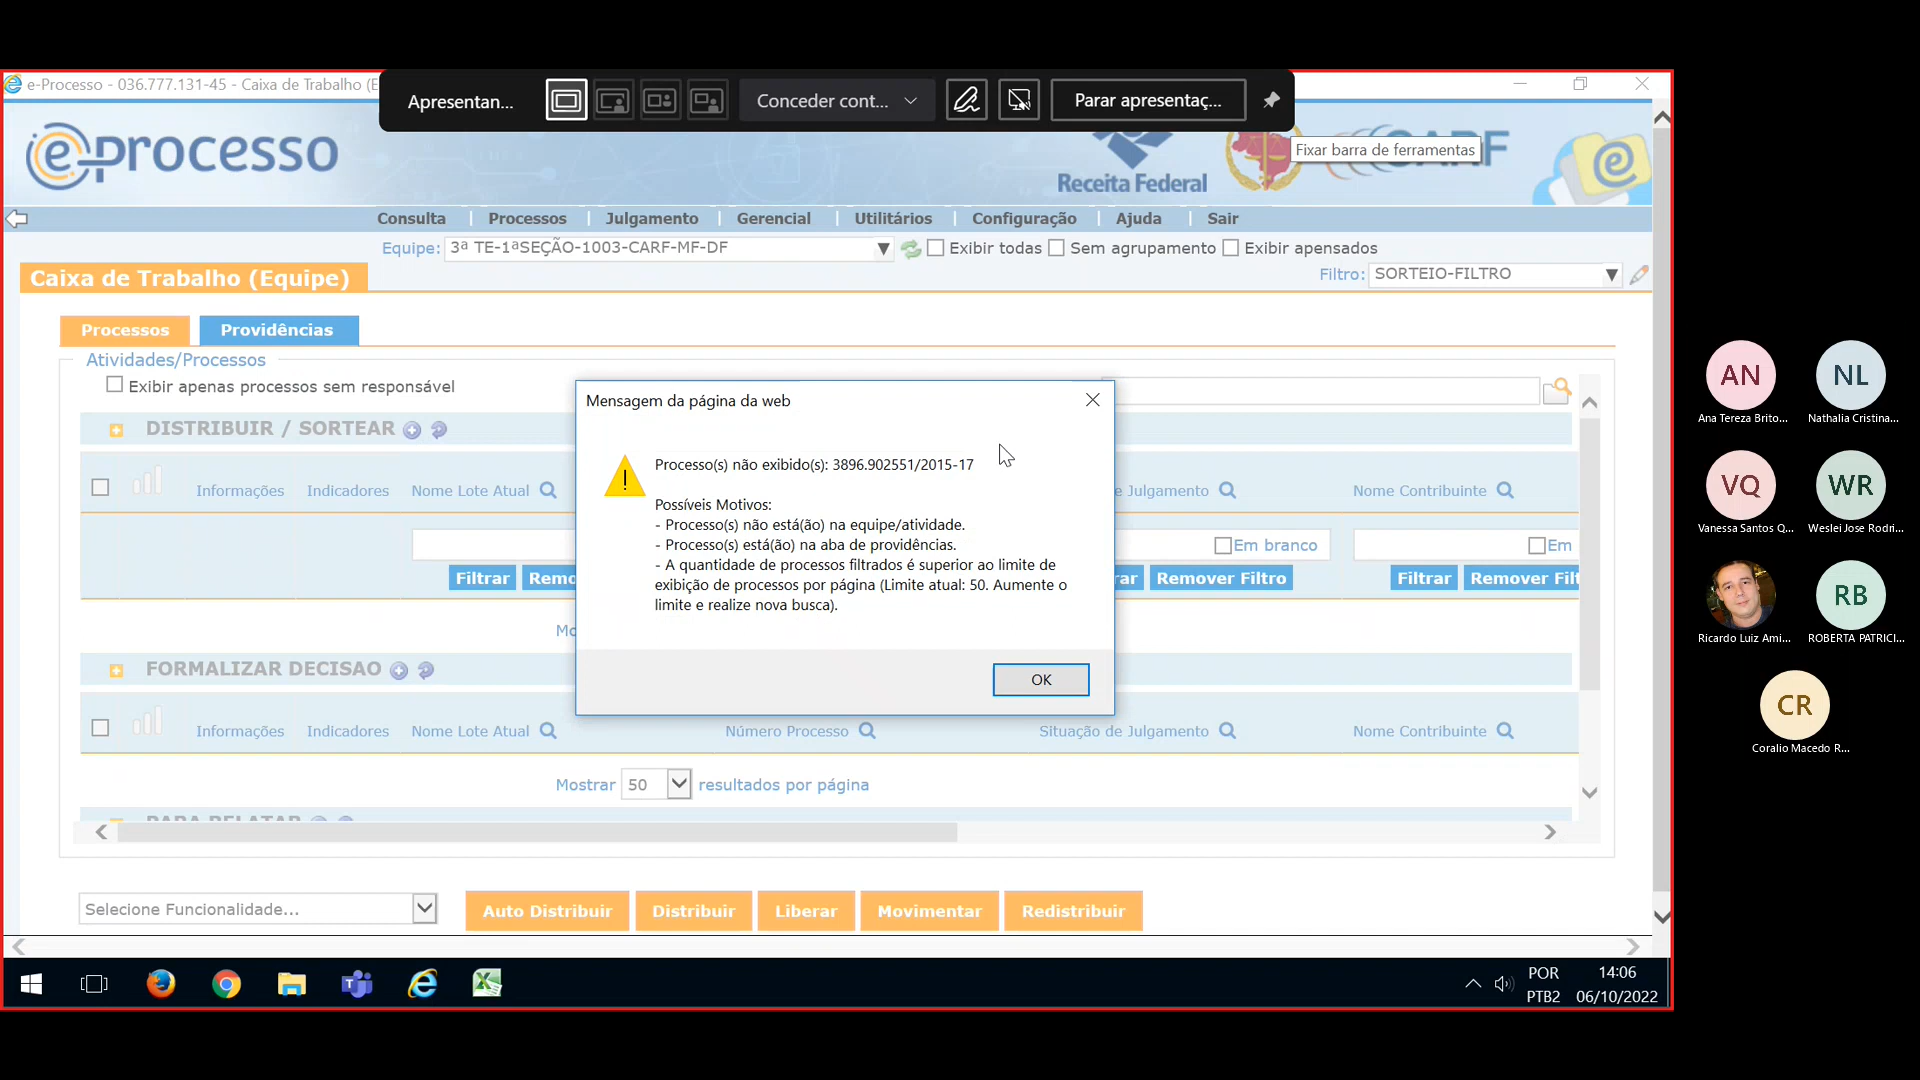 e-Processo - 036.777.131-45 - Caixa de Trabalho (E
Apresentan...
Conceder cont...
Parar apresentaç...
Fixar barra de ferramentas
e-processo
Receita Federal
CARF
Consulta | Processos | Julgamento | Gerencial | Utilitários | Configuração | Ajuda | Sair
Equipe: 3ª TE-1ªSEÇÃO-1003-CARF-MF-DF Exibir todas Sem agrupamento Exibir apensados
Caixa de Trabalho (Equipe)
Filtro: SORTEIO-FILTRO
Processos Providências
Atividades/Processos
Exibir apenas processos sem responsável
DISTRIBUIR / SORTEAR
Informações Indicadores Nome Lote Atual
e Julgamento Nome Contribuinte
Em branco Em
Filtrar Remo
rar Remover Filtro Filtrar Remover Filt
Mo
Mensagem da página da web
Processo(s) não exibido(s): 3896.902551/2015-17
Possíveis Motivos:
- Processo(s) não está(ão) na equipe/atividade.
- Processo(s) está(ão) na aba de providências.
- A quantidade de processos filtrados é superior ao limite de
exibição de processos por página (Limite atual: 50. Aumente o
limite e realize nova busca).
OK
FORMALIZAR DECISAO
Informações Indicadores Nome Lote Atual Número Processo Situação de Julgamento Nome Contribuinte
Mostrar 50 resultados por página
PARA RELATAR
Selecione Funcionalidade...
Auto Distribuir Distribuir Liberar Movimentar Redistribuir
POR
PTB2
14:06
06/10/2022
AN
Ana Tereza Brito...
NL
Nathalia Cristina...
VQ
Vanessa Santos Q...
WR
Weslei Jose Rodri...
Ricardo Luiz Ami...
RB
ROBERTA PATRICI...
CR
Coralio Macedo R...